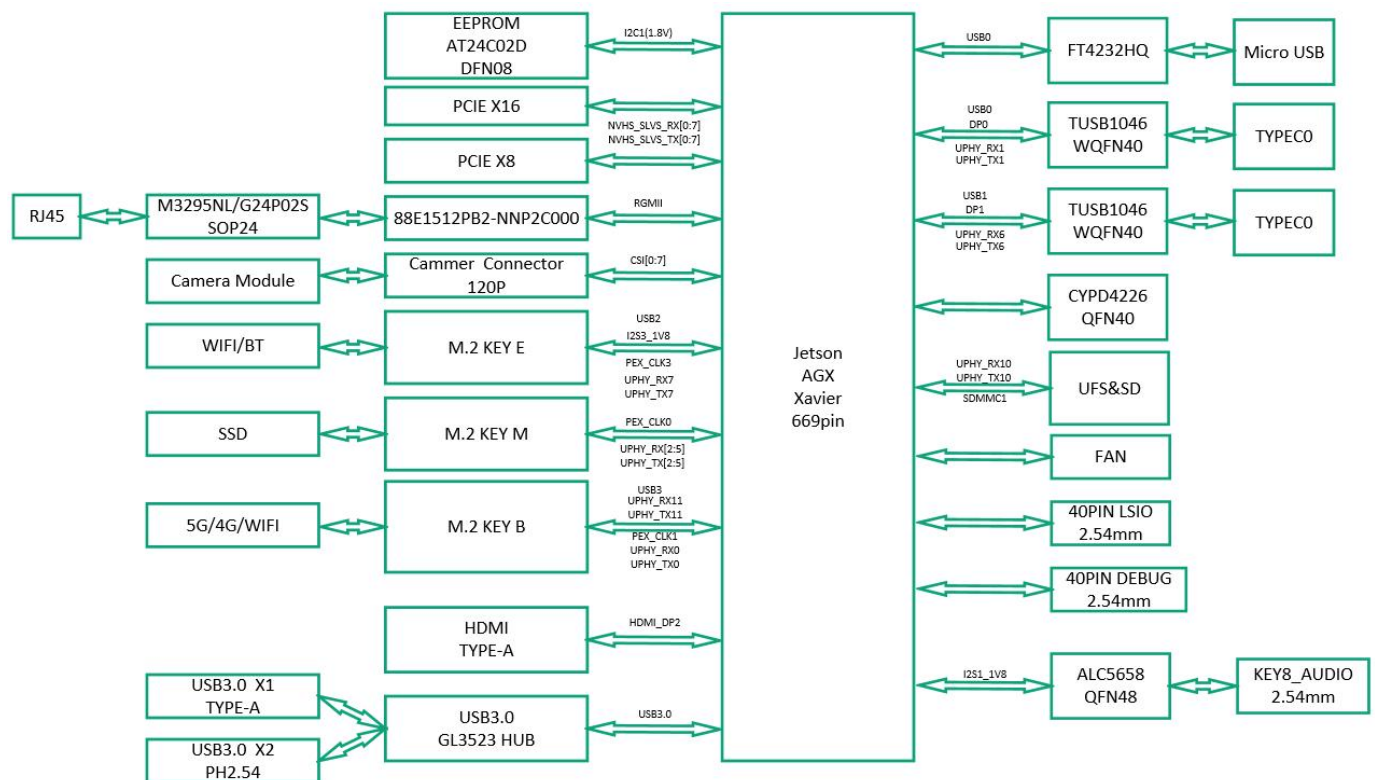 EEPROM
AT24C02D
DFN08
I2C1(1.8V)
PCIE X16
NVHS_SLVS_RX[0:7]
NVHS_SLVS_TX[0:7]
PCIE X8
RJ45
M3295NL/G24P02S
SOP24
88E1512PB2-NNP2C000
RGMII
Camera Module
Cammer Connector
120P
CSI[0:7]
WIFI/BT
M.2 KEY E
USB2
I2S3_1V8
PEX_CLK3
UPHY_RX7
UPHY_TX7
SSD
M.2 KEY M
PEX_CLK0
UPHY_RX[2:5]
UPHY_TX[2:5]
5G/4G/WIFI
M.2 KEY B
USB3
UPHY_RX11
UPHY_TX11
PEX_CLK1
UPHY_RX0
UPHY_TX0
HDMI
TYPE-A
HDMI_DP2
USB3.0 X1
TYPE-A
USB3.0 X2
PH2.54
USB3.0
GL3523 HUB
USB3.0
Jetson
AGX
Xavier
669pin
USB0
FT4232HQ
Micro USB
USB0
DP0
UPHY_RX1
UPHY_TX1
TUSB1046
WQFN40
TYPEC0
USB1
DP1
UPHY_RX6
UPHY_TX6
TUSB1046
WQFN40
TYPEC0
CYPD4226
QFN40
UPHY_RX10
UPHY_TX10
SDMMC1
UFS&SD
FAN
40PIN LSIO
2.54mm
40PIN DEBUG
2.54mm
I2S1_1V8
ALC5658
QFN48
KEY8_AUDIO
2.54mm